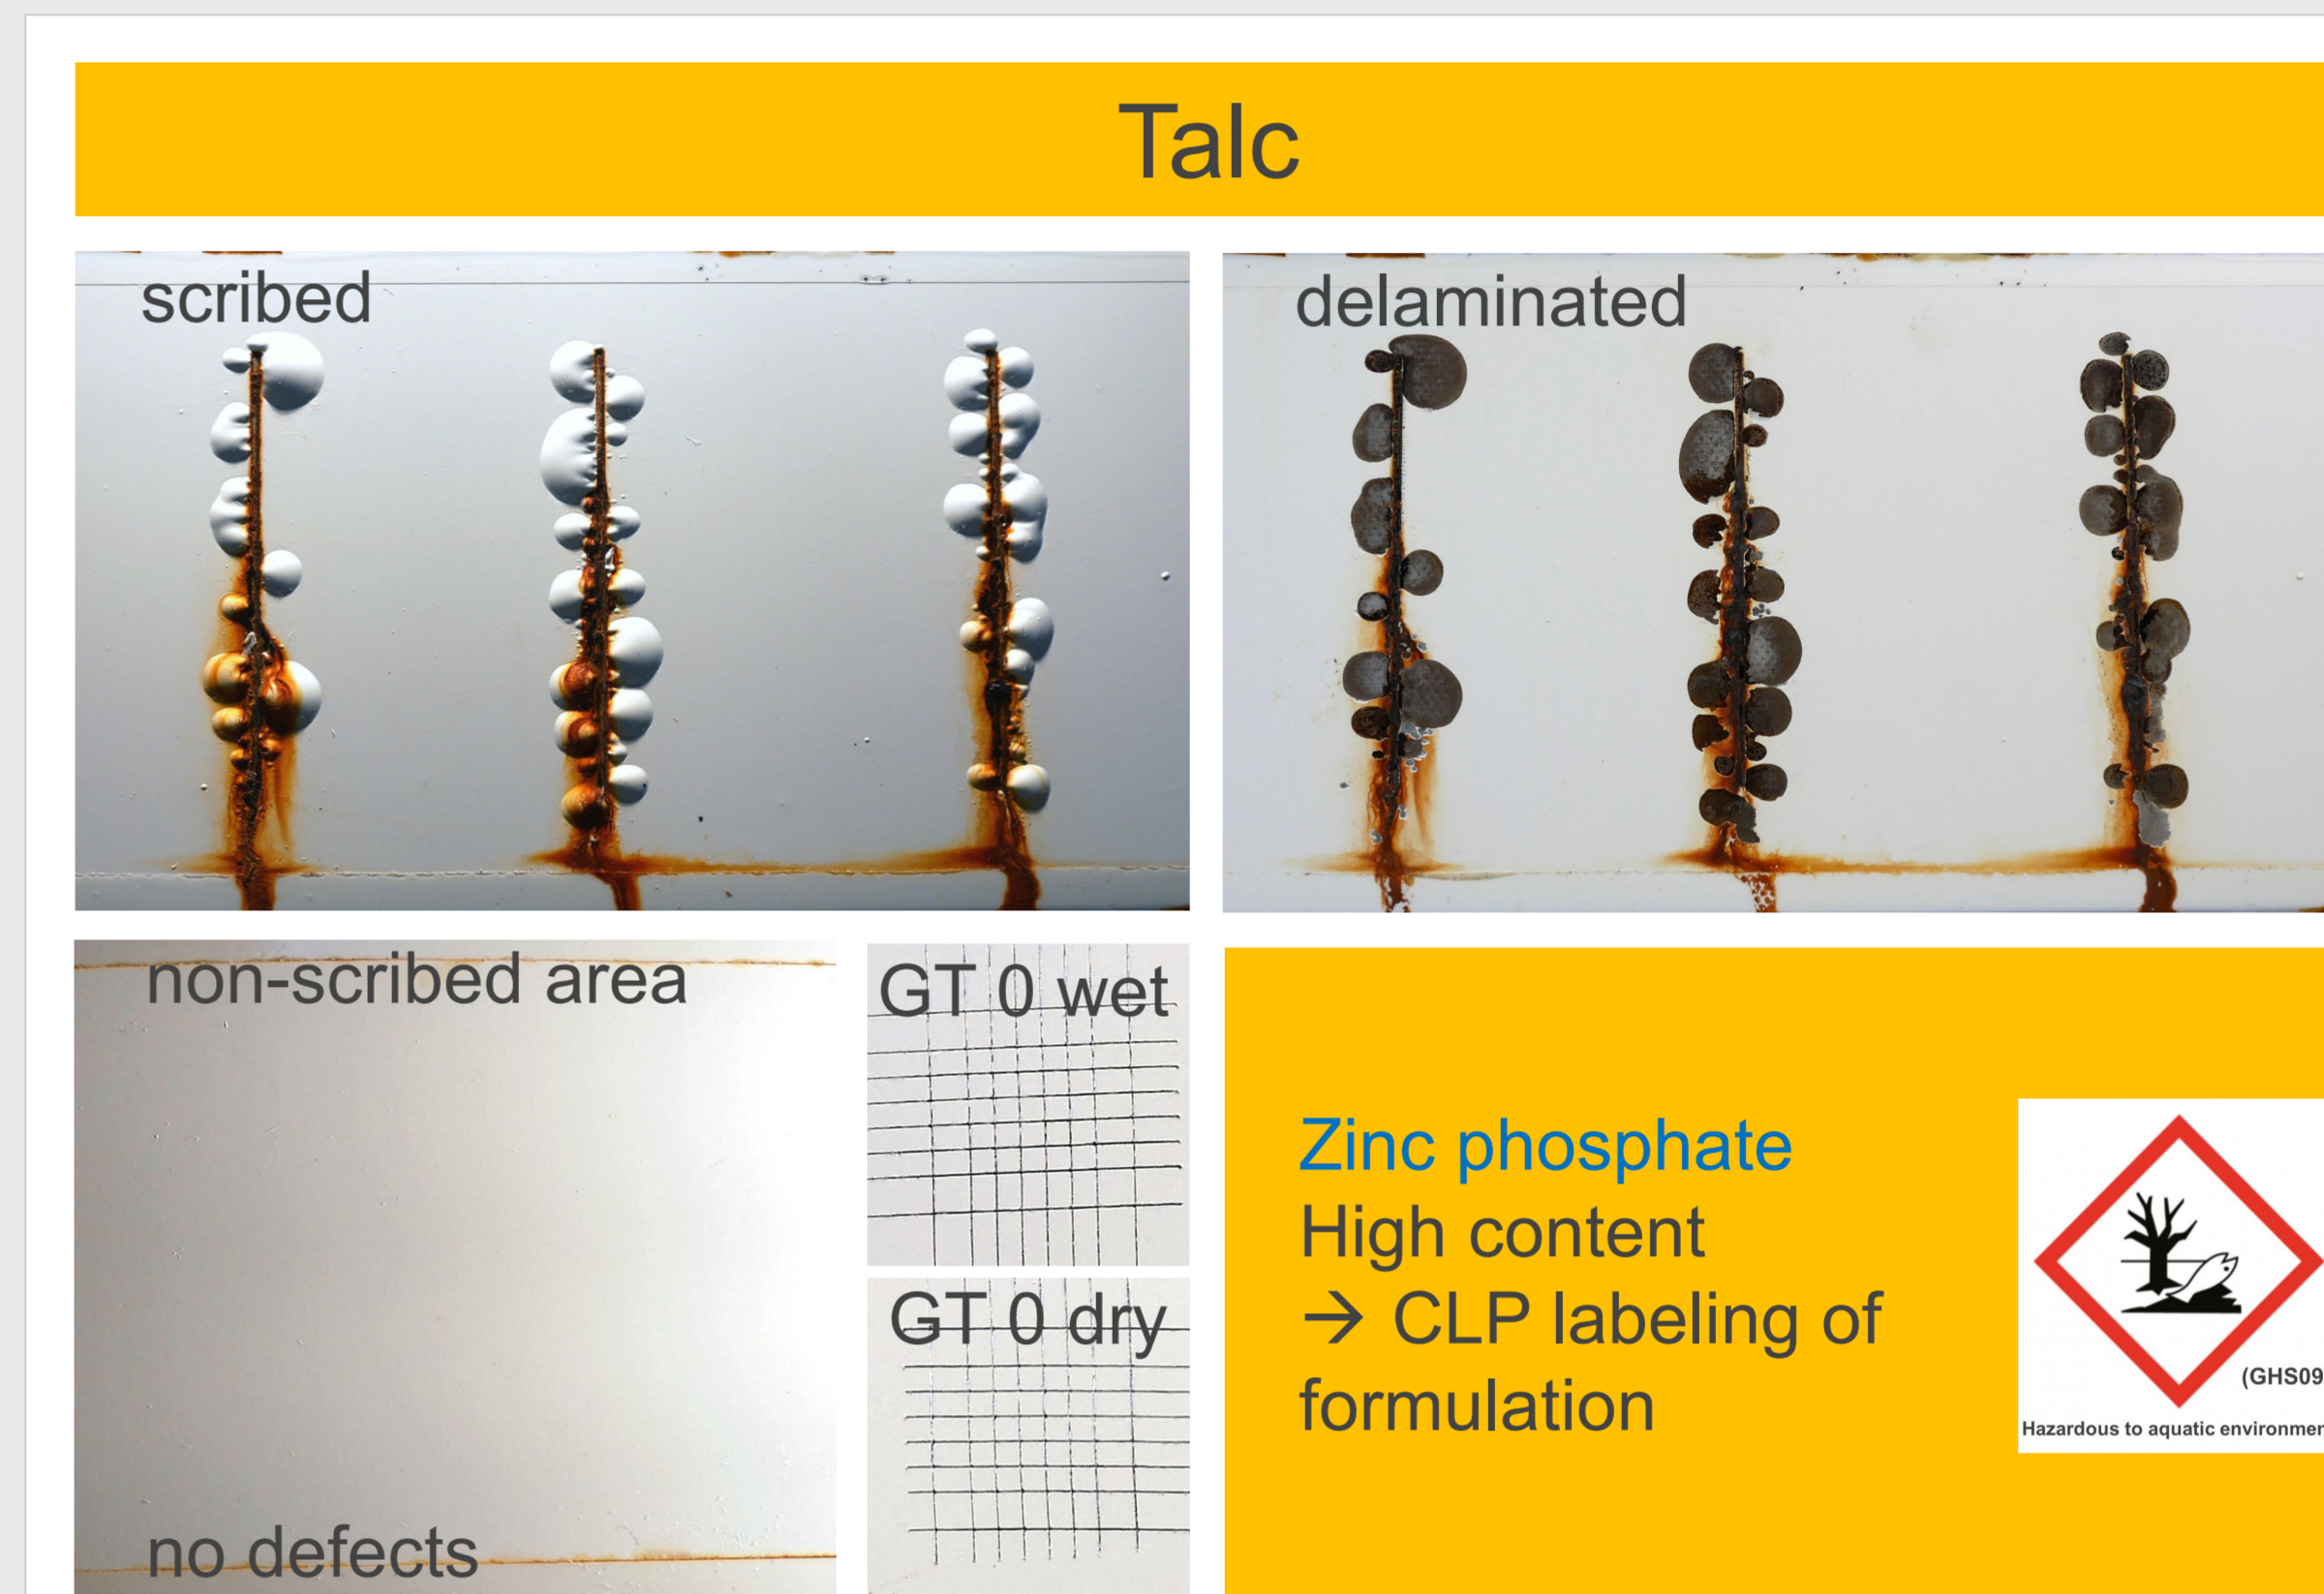 Talc
scribed
delaminated
non-scribed area
no defects
GT 0 wet
GT 0 dry
Zinc phosphate
High content
→ CLP labeling of
formulation
(GHS09
Hazardous to aquatic